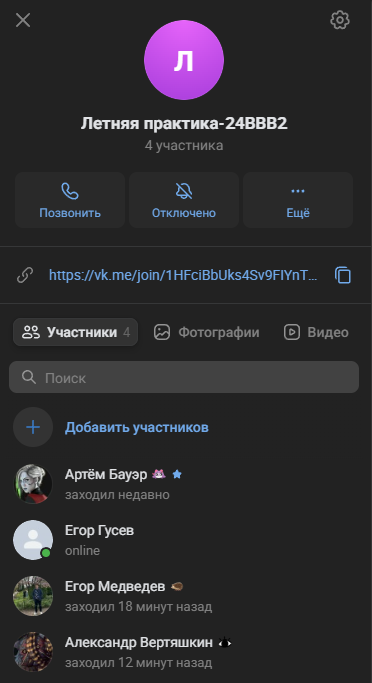 Л
Летняя практика-24ВВВ2
4 участника
Позвонить
Отключено
Ещё
https://vk.me/join/1HFciBbUks4Sv9FIYnT...
Участники 4
Фотографии
Видео
Поиск
Добавить участников
Артём Бауэр
заходил недавно
Егор Гусев
online
Егор Медведев
заходил 18 минут назад
Александр Вертяшкин
заходил 12 минут назад